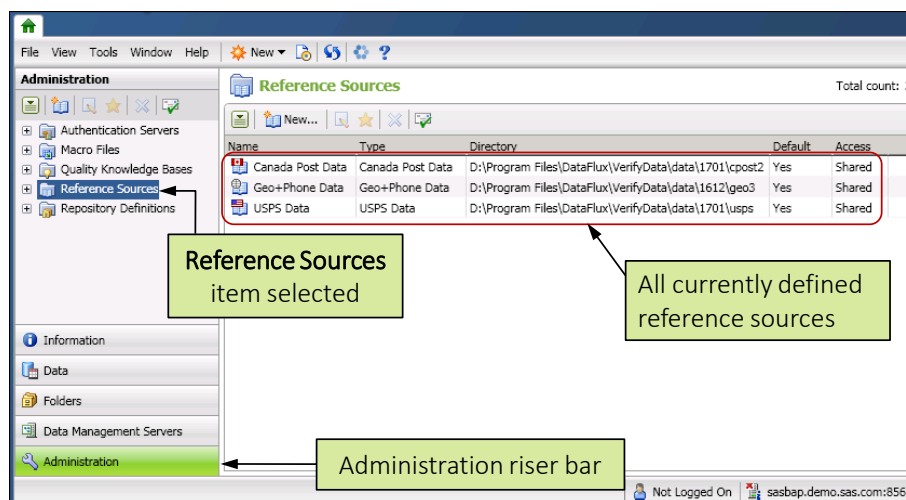 File View Tools Window Help New ?
Administration
Reference Sources
Total count:
New...
Authentication Servers
Macro Files
Quality Knowledge Bases
Reference Sources
Repository Definitions
Name Type Directory Default Access
Canada Post Data Canada Post Data D:\Program Files\DataFlux\VerifyData\data\1701\cpost2 Yes Shared
Geo+Phone Data Geo+Phone Data D:\Program Files\DataFlux\VerifyData\data\1612\geo3 Yes Shared
USPS Data USPS Data D:\Program Files\DataFlux\VerifyData\data\1701\usps Yes Shared
Reference Sources
item selected
All currently defined
reference sources
Information
Data
Folders
Data Management Servers
Administration
Administration riser bar
Not Logged On sasbap.demo.sas.com:856